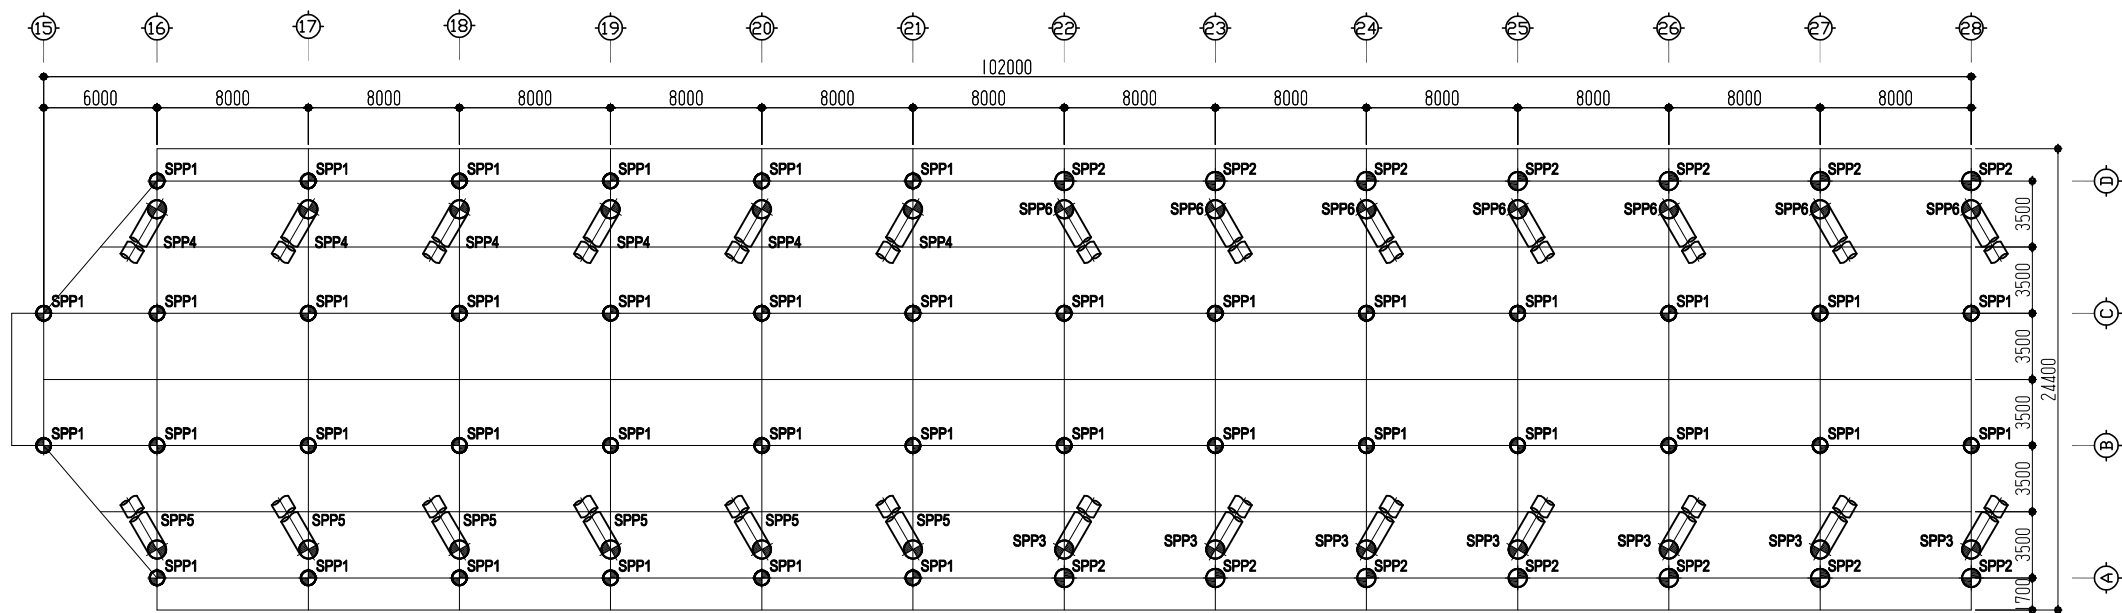 15 16 17 18 19 20 21 22 23 24 25 26 27 28
102000
6000 8000 8000 8000 8000 8000 8000 8000 8000 8000 8000 8000 8000
SPP1 SPP1 SPP1 SPP1 SPP1 SPP1 SPP2 SPP2 SPP2 SPP2 SPP2 SPP2 SPP2
D
3500
SPP6 SPP6 SPP6 SPP6 SPP6 SPP6 SPP6
SPP4 SPP4 SPP4 SPP4 SPP4 SPP4
3500
SPP1 SPP1 SPP1 SPP1 SPP1 SPP1 SPP1 SPP1 SPP1 SPP1 SPP1 SPP1 SPP1 SPP1
C
3500
24400
3500
SPP1 SPP1 SPP1 SPP1 SPP1 SPP1 SPP1 SPP1 SPP1 SPP1 SPP1 SPP1 SPP1 SPP1
B
3500
SPP5 SPP5 SPP5 SPP5 SPP5 SPP5
SPP3 SPP3 SPP3 SPP3 SPP3 SPP3 SPP3
3500
SPP1 SPP1 SPP1 SPP1 SPP1 SPP1 SPP2 SPP2 SPP2 SPP2 SPP2 SPP2 SPP2
A
1700